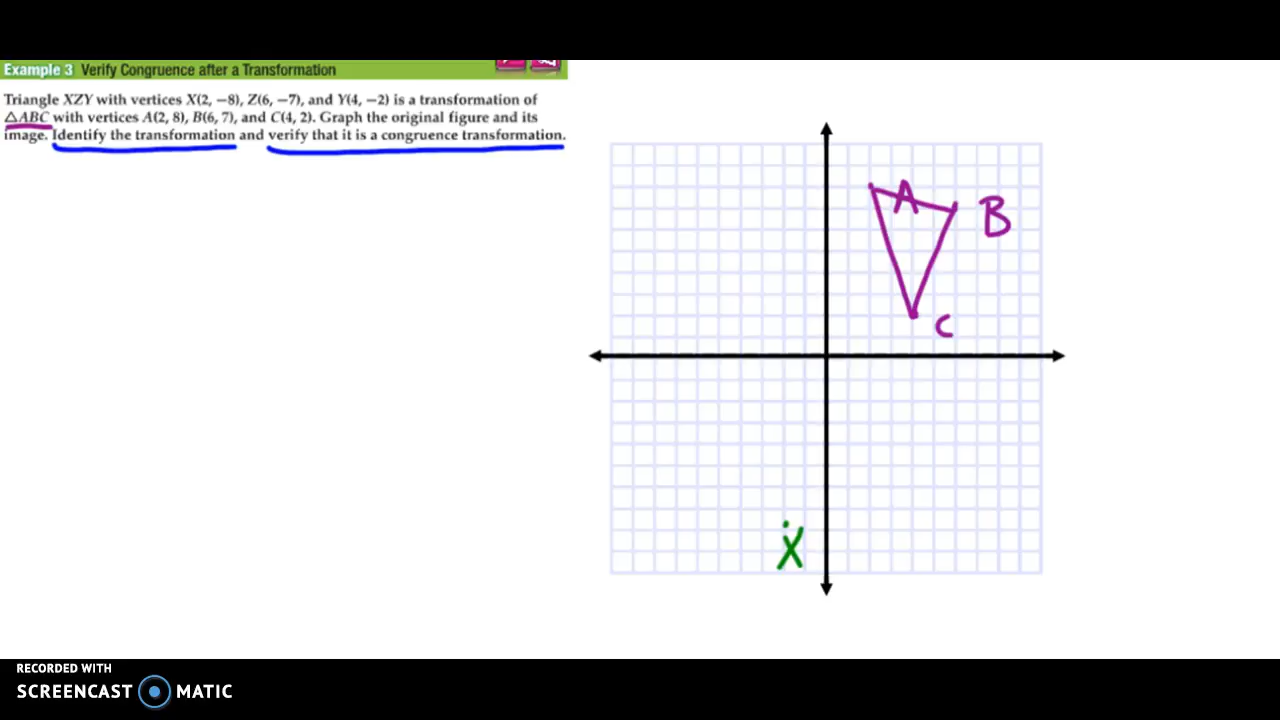 Example 3 Verify Congruence after a Transformation
Triangle XZY with vertices X(2, −8), Z(6, −7), and Y(4, −2) is a transformation of
△ABC with vertices A(2, 8), B(6, 7), and C(4, 2). Graph the original figure and its
image. Identify the transformation and verify that it is a congruence transformation.
A
B
C
X
RECORDED WITH
SCREENCAST MATIC